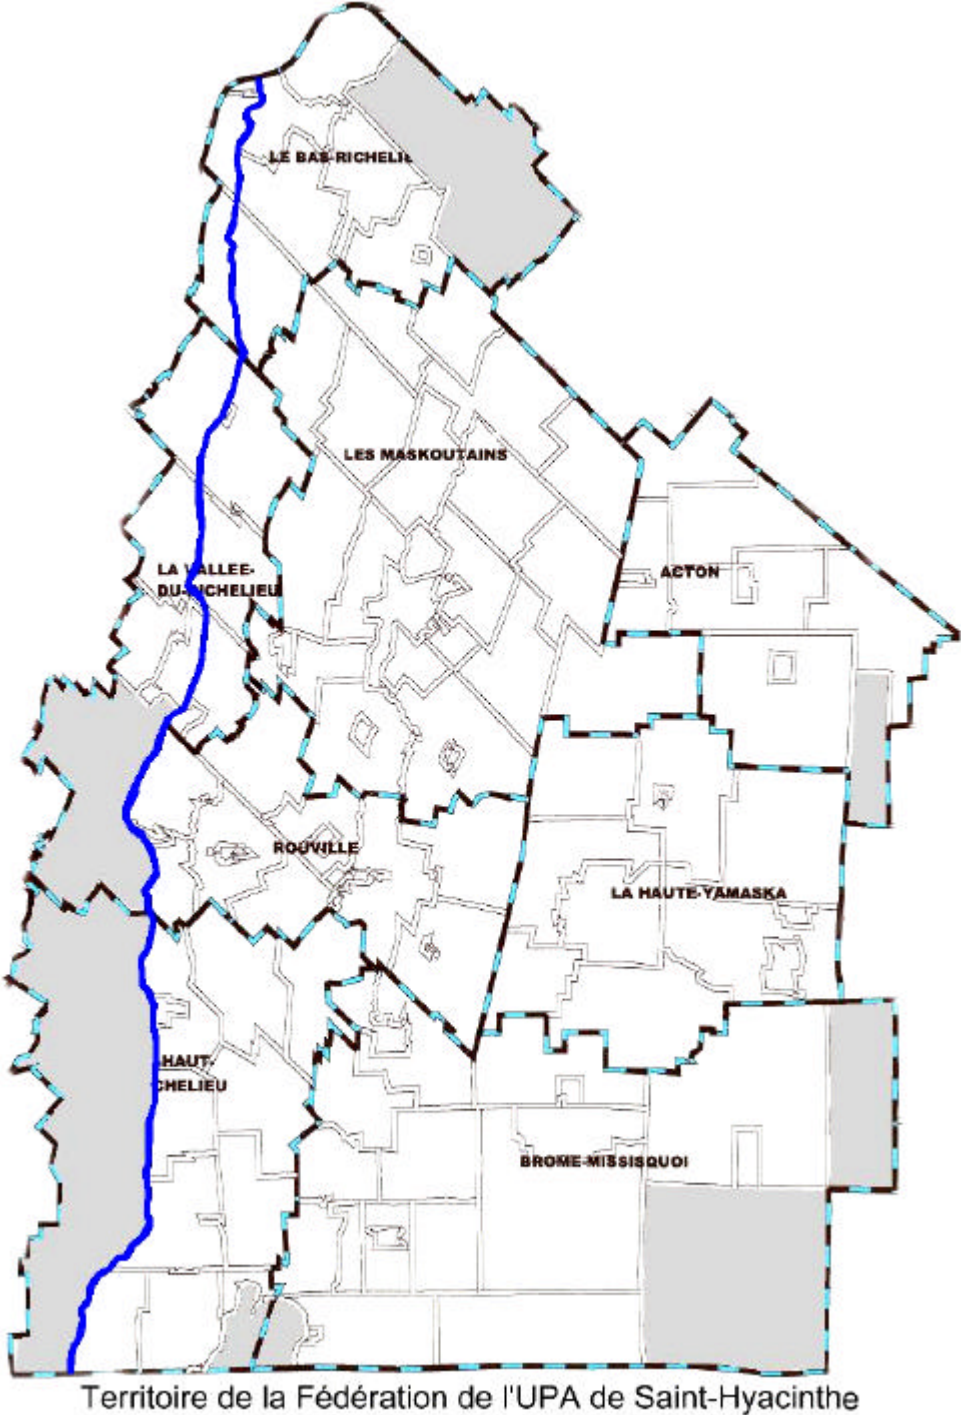 LE BAS-RICHELIE
LES MASKOUTAINS
LA VALLEE-
DU-RICHELIEU
ACTON
ROUVILLE
LA HAUTE-YAMASKA
-HAUT-
CHELIEU
BROME-MISSISQUOI
Territoire de la Fédération de l'UPA de Saint-Hyacinthe